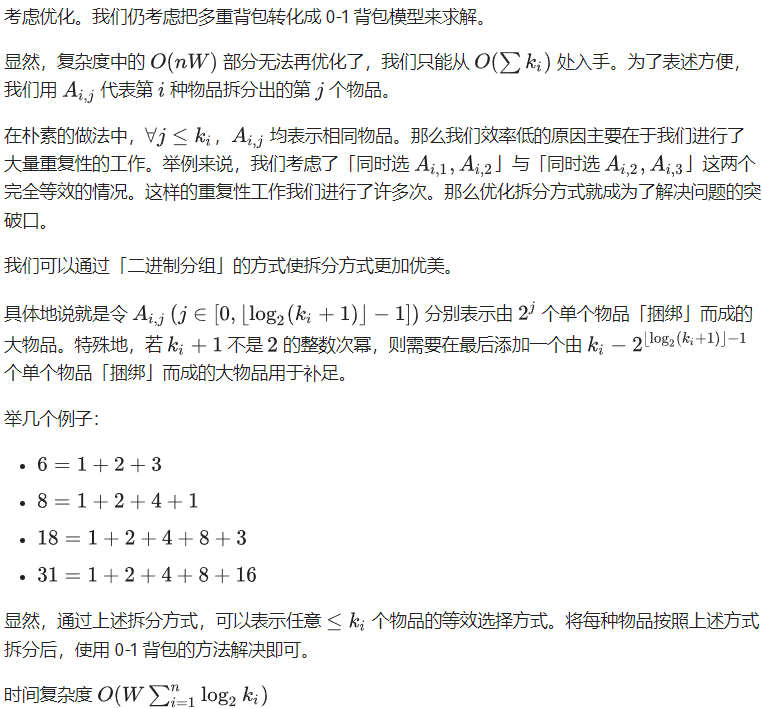 考虑优化。我们仍考虑把多重背包转化成 0-1 背包模型来求解。
显然，复杂度中的 $O(nW)$ 部分无法再优化了，我们只能从 $O(\sum k_i)$ 处入手。为了表述方便，
我们用 $A_{i,j}$ 代表第 $i$ 种物品拆分出的第 $j$ 个物品。
在朴素的做法中，$\forall j \le k_i$，$A_{i,j}$ 均表示相同物品。那么我们效率低的原因主要在于我们进行了
大量重复性的工作。举例来说，我们考虑了「同时选 $A_{i,1}, A_{i,2}$」与「同时选 $A_{i,2}, A_{i,3}$」这两个
完全等效的情况。这样的重复性工作我们进行了许多次。那么优化拆分方式就成为了解决问题的突
破口。
我们可以通过「二进制分组」的方式使拆分方式更加优美。
具体地说就是令 $A_{i,j}$ $(j \in [0, \lfloor \log_2(k_i + 1) \rfloor - 1])$ 分别表示由 $2^j$ 个单个物品「捆绑」而成的
大物品。特殊地，若 $k_i + 1$ 不是 $2$ 的整数次幂，则需要在最后添加一个由 $k_i - 2^{\lfloor \log_2(k_i+1) \rfloor - 1}$
个单个物品「捆绑」而成的大物品用于补足。
举几个例子：
• $6 = 1 + 2 + 3$
• $8 = 1 + 2 + 4 + 1$
• $18 = 1 + 2 + 4 + 8 + 3$
• $31 = 1 + 2 + 4 + 8 + 16$
显然，通过上述拆分方式，可以表示任意 $\le k_i$ 个物品的等效选择方式。将每种物品按照上述方式
拆分后，使用 0-1 背包的方法解决即可。
时间复杂度 $O(W \sum_{i=1}^{n} \log_2 k_i)$